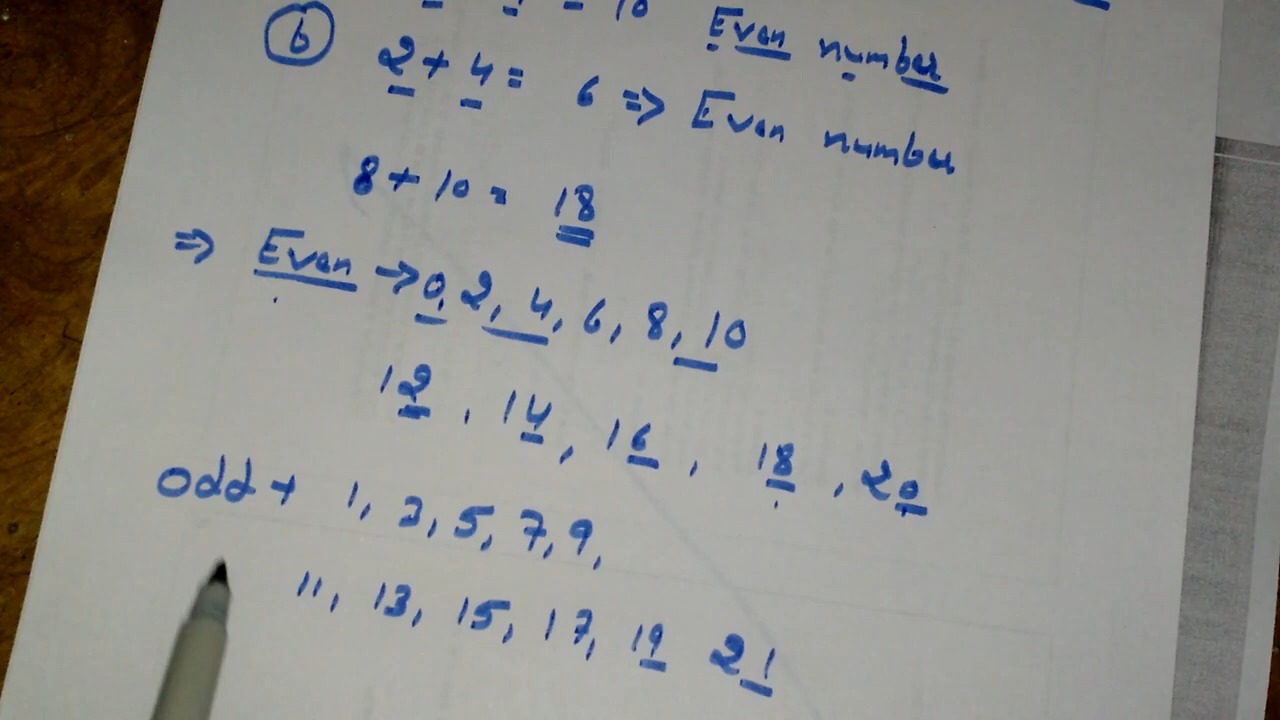 = 10 Even number
(b) 2 + 4 = 6 => Even number
8 + 10 = 18
=> Even → 0, 2, 4, 6, 8, 10
12, 14, 16, 18, 20
Odd → 1, 3, 5, 7, 9,
11, 13, 15, 17, 19 21